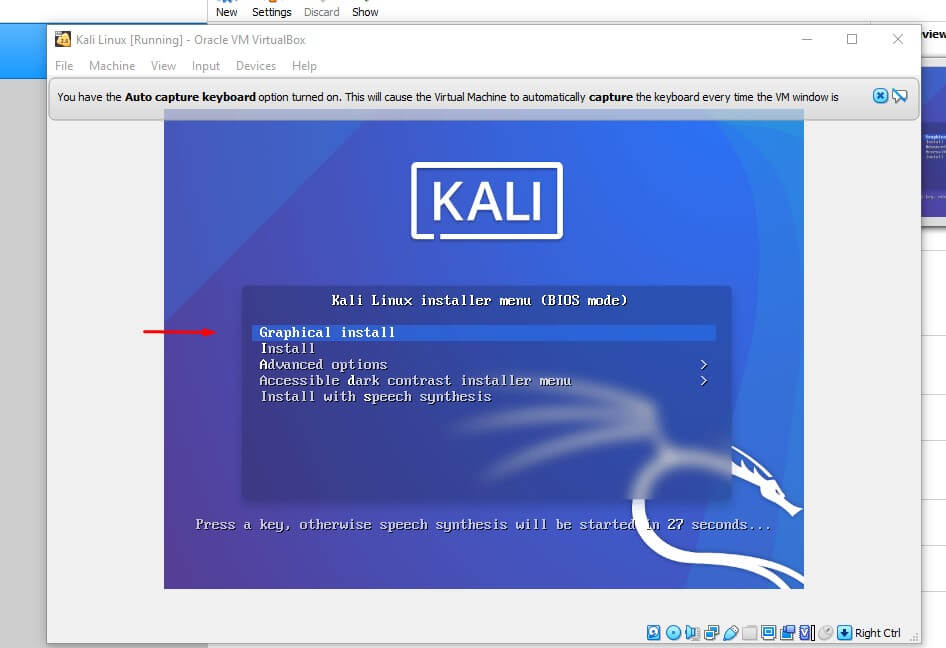 New Settings Discard Show
Kali Linux [Running] - Oracle VM VirtualBox
File Machine View Input Devices Help
You have the Auto capture keyboard option turned on. This will cause the Virtual Machine to automatically capture the keyboard every time the VM window is
KALI
Kali Linux installer menu (BIOS mode)
Graphical install
Install
Advanced options >
Accessible dark contrast installer menu >
Install with speech synthesis
Press a key, otherwise speech synthesis will be started in 27 seconds...
Right Ctrl